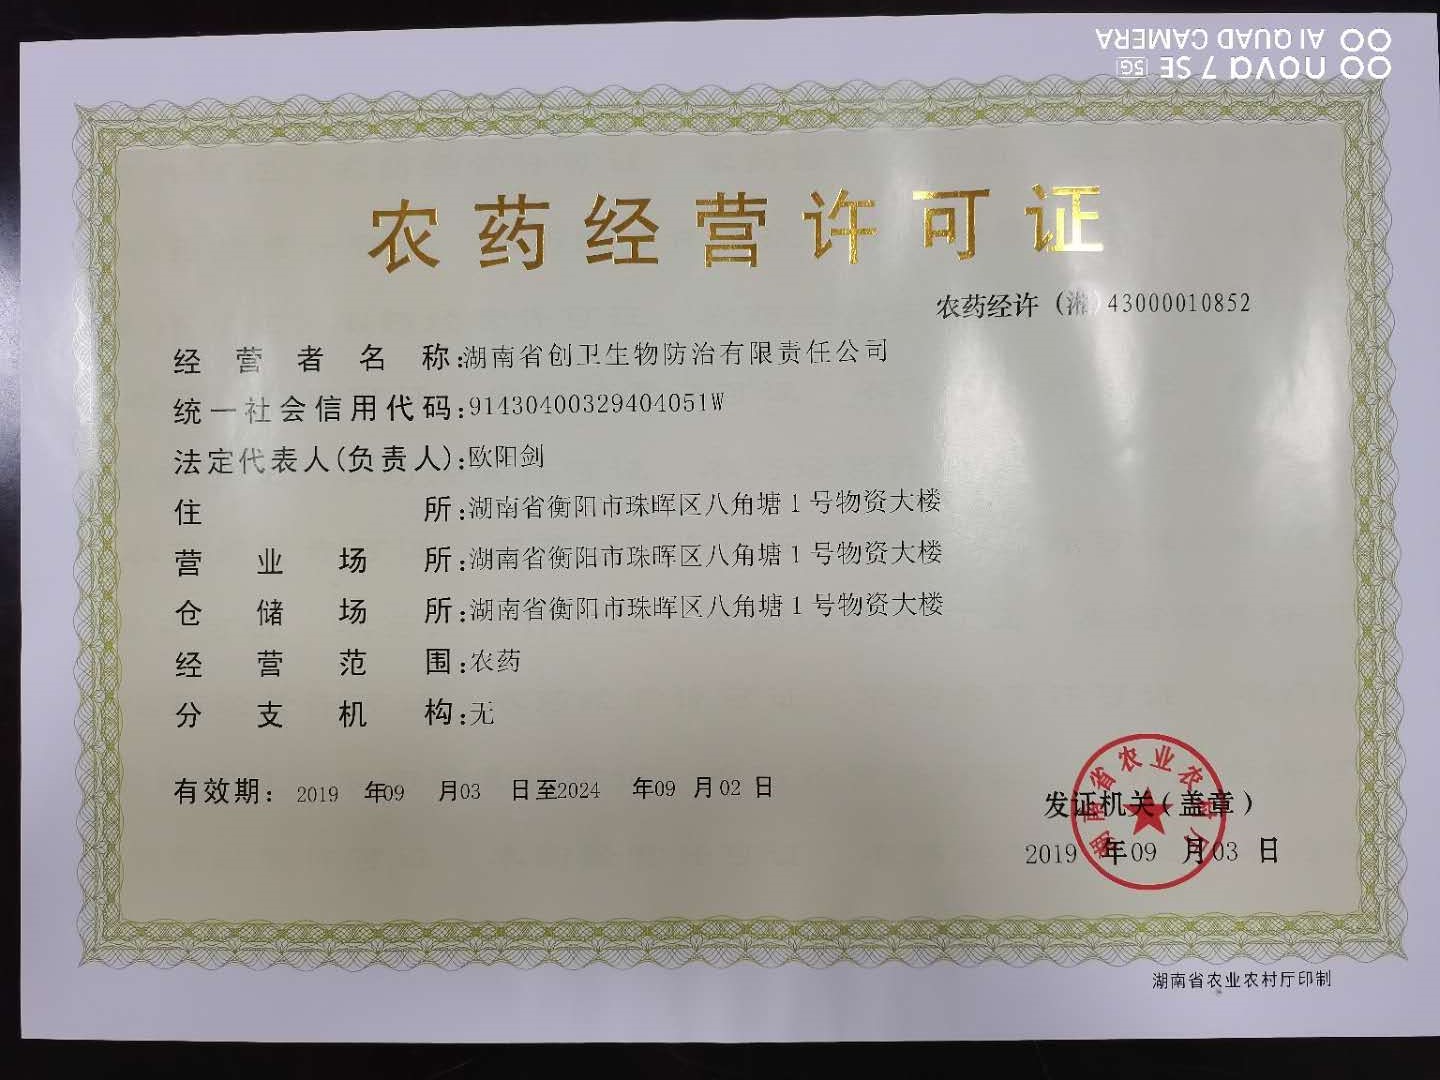 AI QUAD CAMERA
nova 7 SE 5G
农药经营许可证
农药经许（湘）43000010852
经营者名称:湖南省创卫生物防治有限责任公司
统一社会信用代码:91430400329404051W
法定代表人(负责人):欧阳剑
住所:湖南省衡阳市珠晖区八角塘1号物资大楼
营业场所:湖南省衡阳市珠晖区八角塘1号物资大楼
仓储场所:湖南省衡阳市珠晖区八角塘1号物资大楼
经营范围:农药
分支机构:无
有效期: 2019 年09 月03 日至2024 年09 月02 日
湖南省农业农村厅
发证机关(盖章)
2019 年09 月03 日
湖南省农业农村厅印制